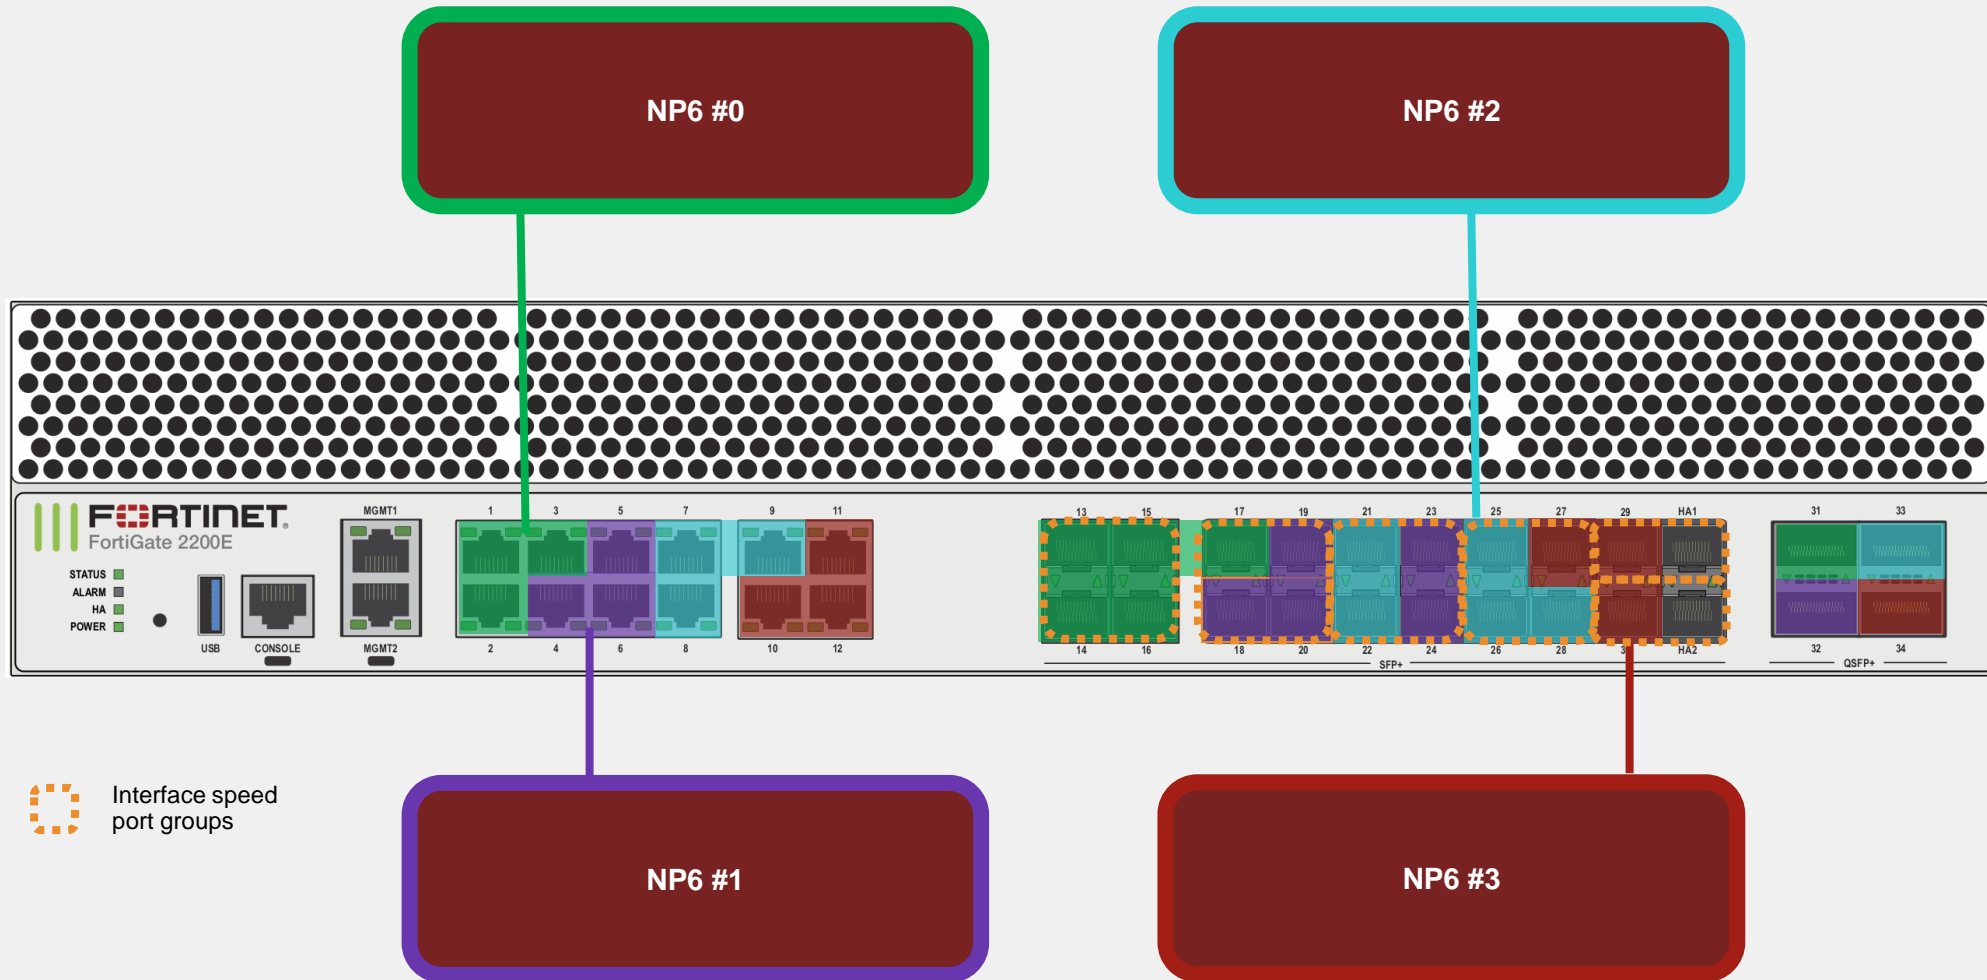 NP6 #0
NP6 #2
FORTINET®
FortiGate 2200E
STATUS
ALARM
HA
POWER
USB
CONSOLE
MGMT1
MGMT2
1 3 5 7 9 11
2 4 6 8 10 12
13 15 17 19 21 23 25 27 29 HA1
14 16 18 20 22 24 26 28 HA2
SFP+
31 33
32 34
QSFP+
Interface speed
port groups
NP6 #1
NP6 #3